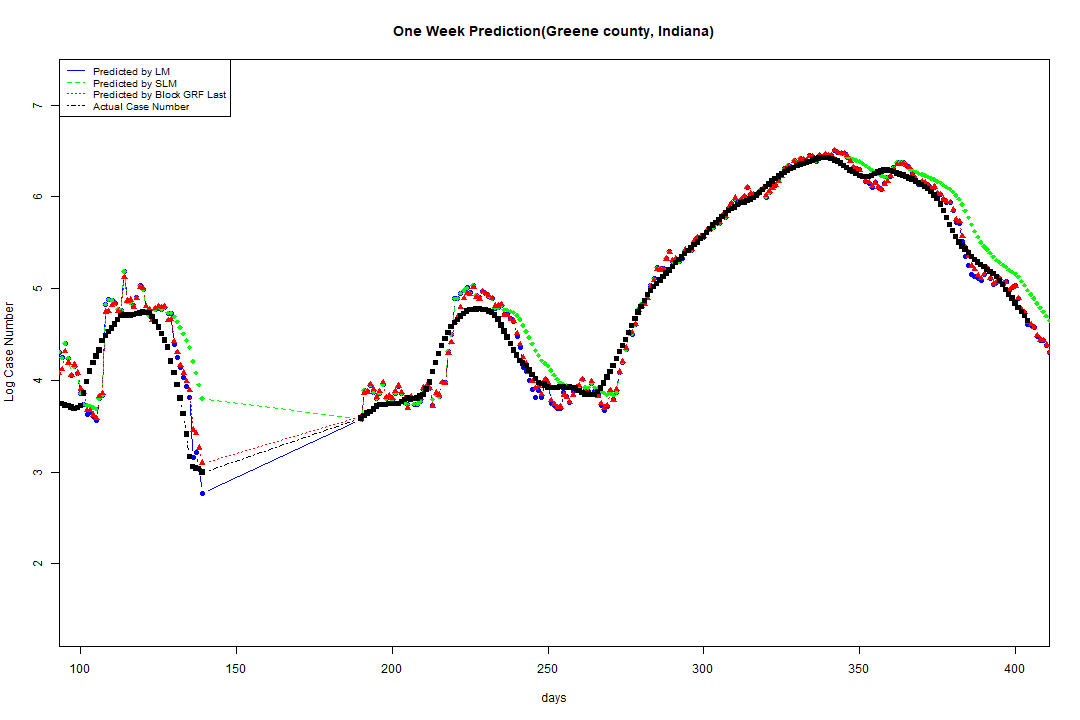 One Week Prediction(Greene county, Indiana)
Predicted by LM
Predicted by SLM
Predicted by Block GRF Last
Actual Case Number
7
6
5
4
3
2
Log Case Number
100 150 200 250 300 350 400
days